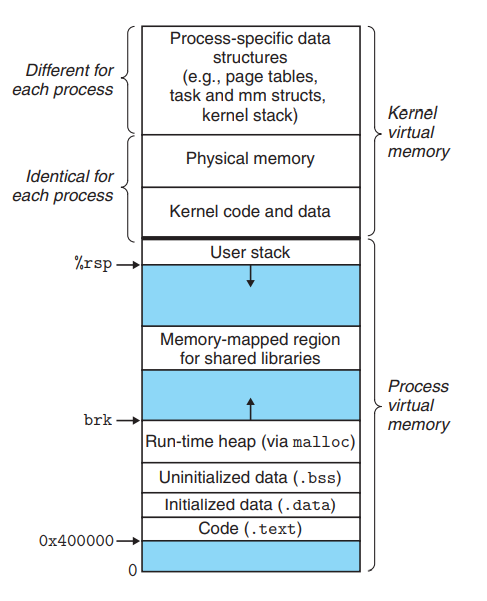 Process-specific data
structures
(e.g., page tables,
task and mm structs,
kernel stack)
Different for
each process
Physical memory
Kernel
virtual
memory
Identical for
each process
Kernel code and data
User stack
%rsp
Memory-mapped region
for shared libraries
Process
virtual
memory
brk
Run-time heap (via malloc)
Uninitialized data (.bss)
Initialized data (.data)
Code (.text)
0x400000
0